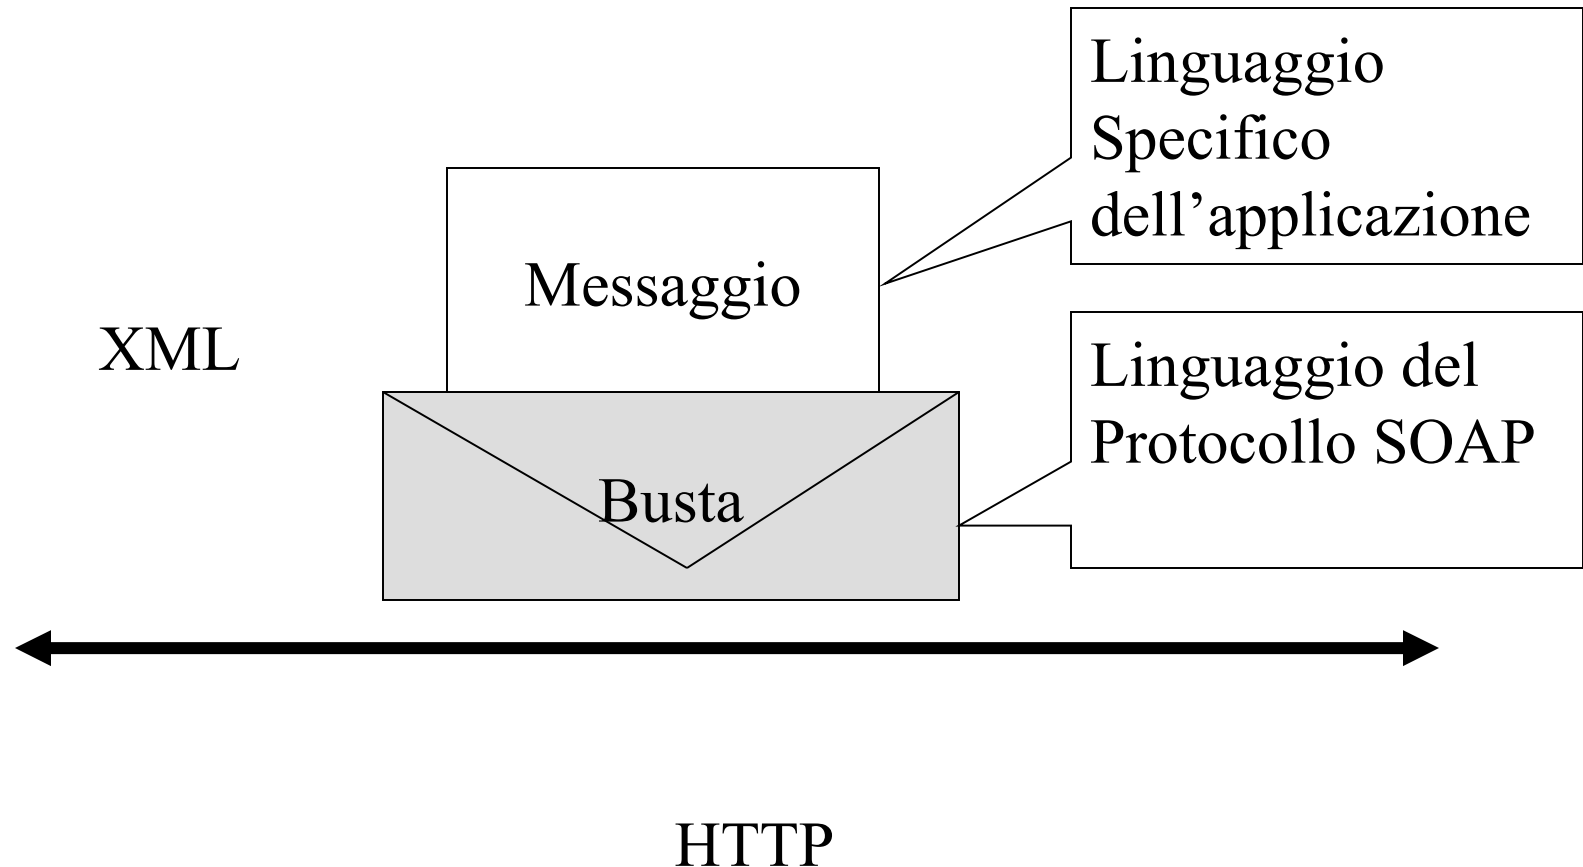 Linguaggio
Specifico
dell’applicazione
Messaggio
XML
Linguaggio del
Protocollo SOAP
Busta
HTTP